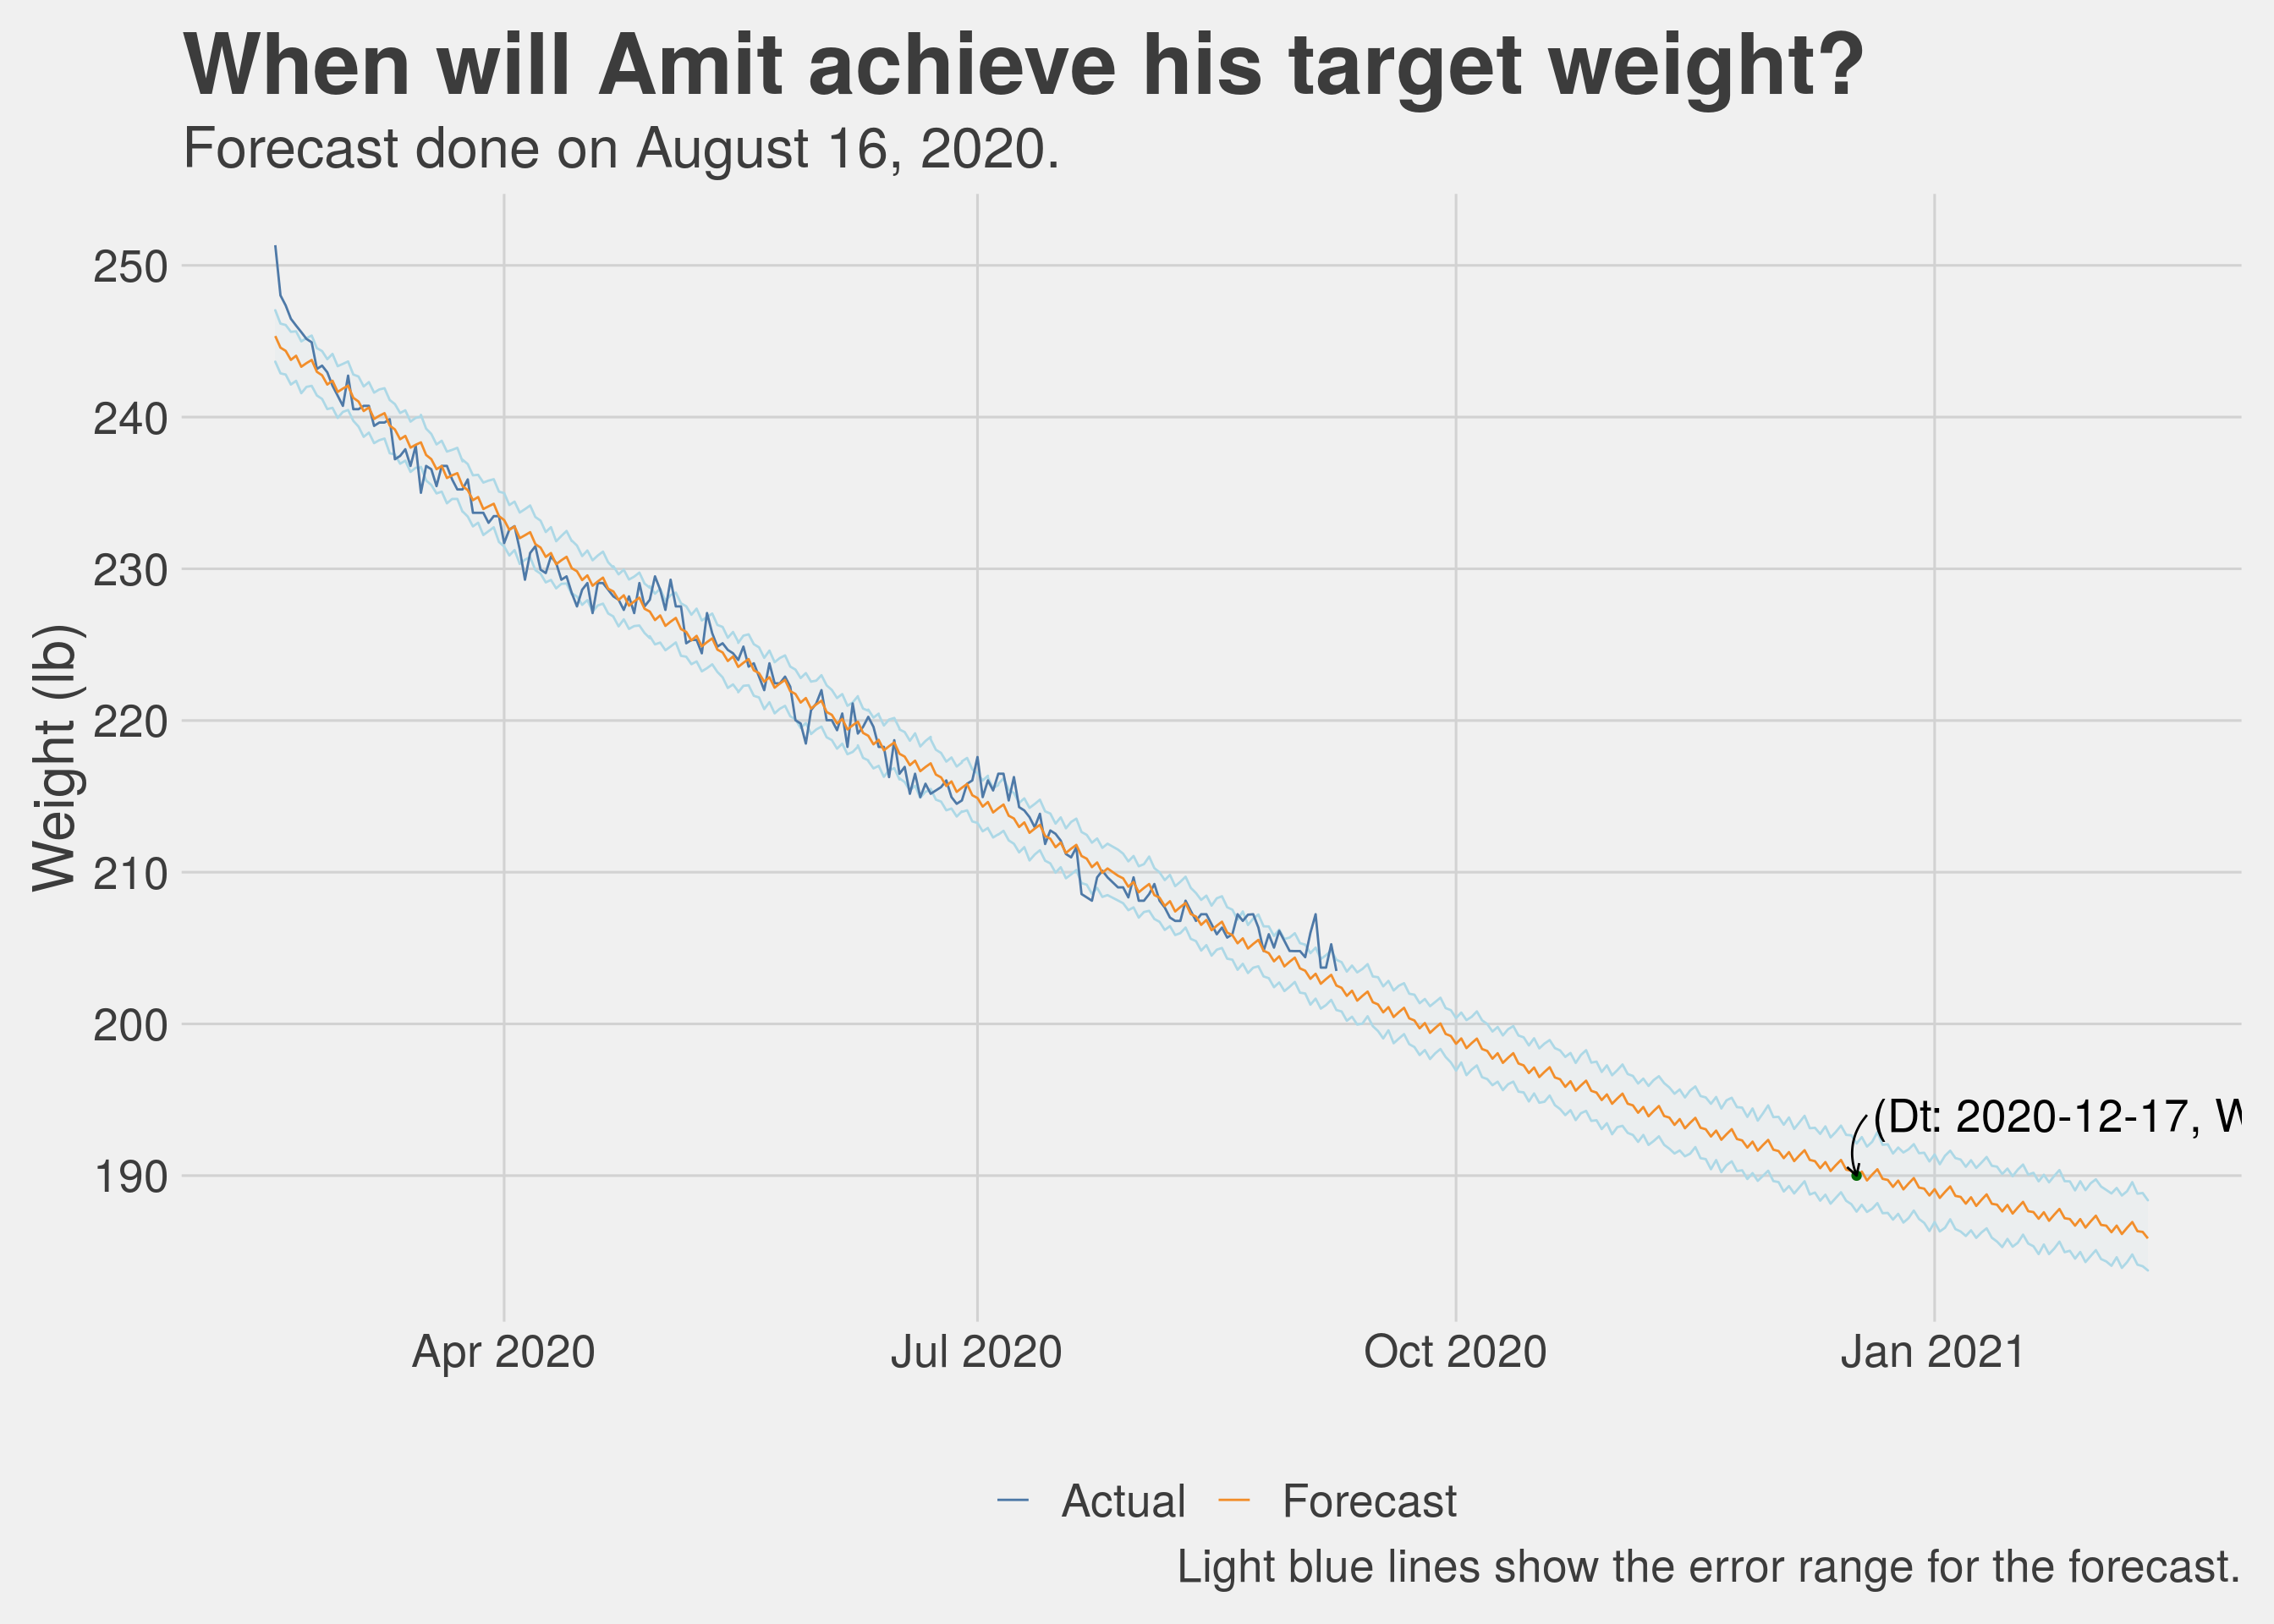 When will Amit achieve his target weight?
Forecast done on August 16, 2020.
Weight (lb)
250
240
230
220
210
200
190
(Dt: 2020-12-17, W
Apr 2020
Jul 2020
Oct 2020
Jan 2021
Actual
Forecast
Light blue lines show the error range for the forecast.